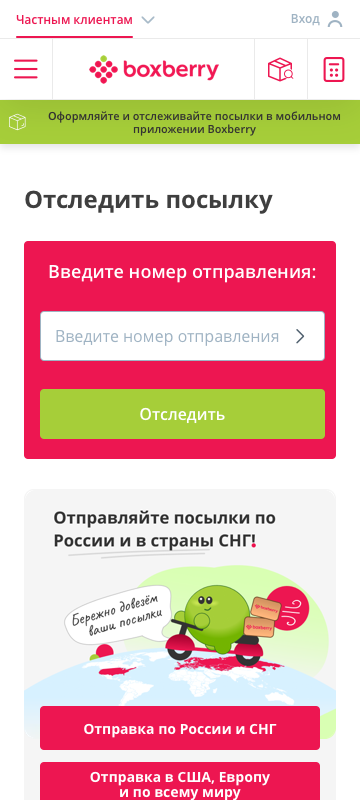 Частным клиентам
Вход
boxberry
Оформляйте и отслеживайте посылки в мобильном
приложении Boxberry
Отследить посылку
Введите номер отправления:
Введите номер отправления
Отследить
Отправляйте посылки по
России и в страны СНГ!
Бережно довезём
ваши посылки
boxberry
boxberry
Отправка по России и СНГ
Отправка в США, Европу
и по всему миру